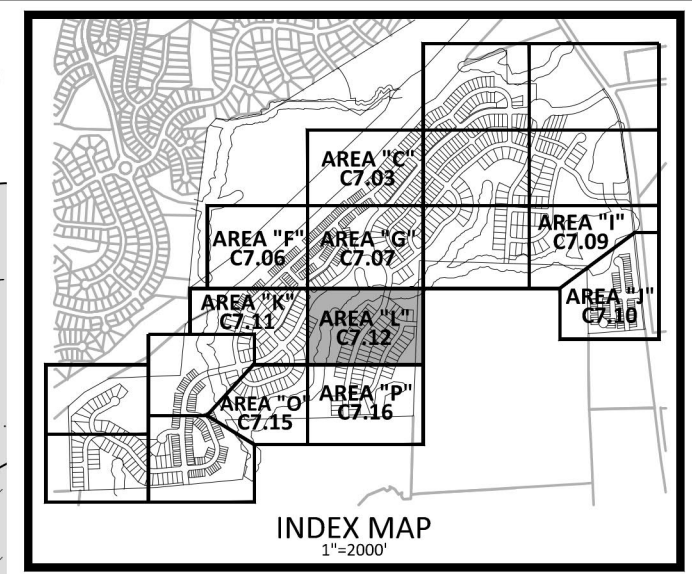 AREA "C"
C7.03
AREA "F"
C7.06
AREA "G"
C7.07
AREA "I"
C7.09
AREA "J"
C7.10
AREA "K"
C7.11
AREA "L"
C7.12
AREA "O"
C7.15
AREA "P"
C7.16
INDEX MAP
1"=2000'